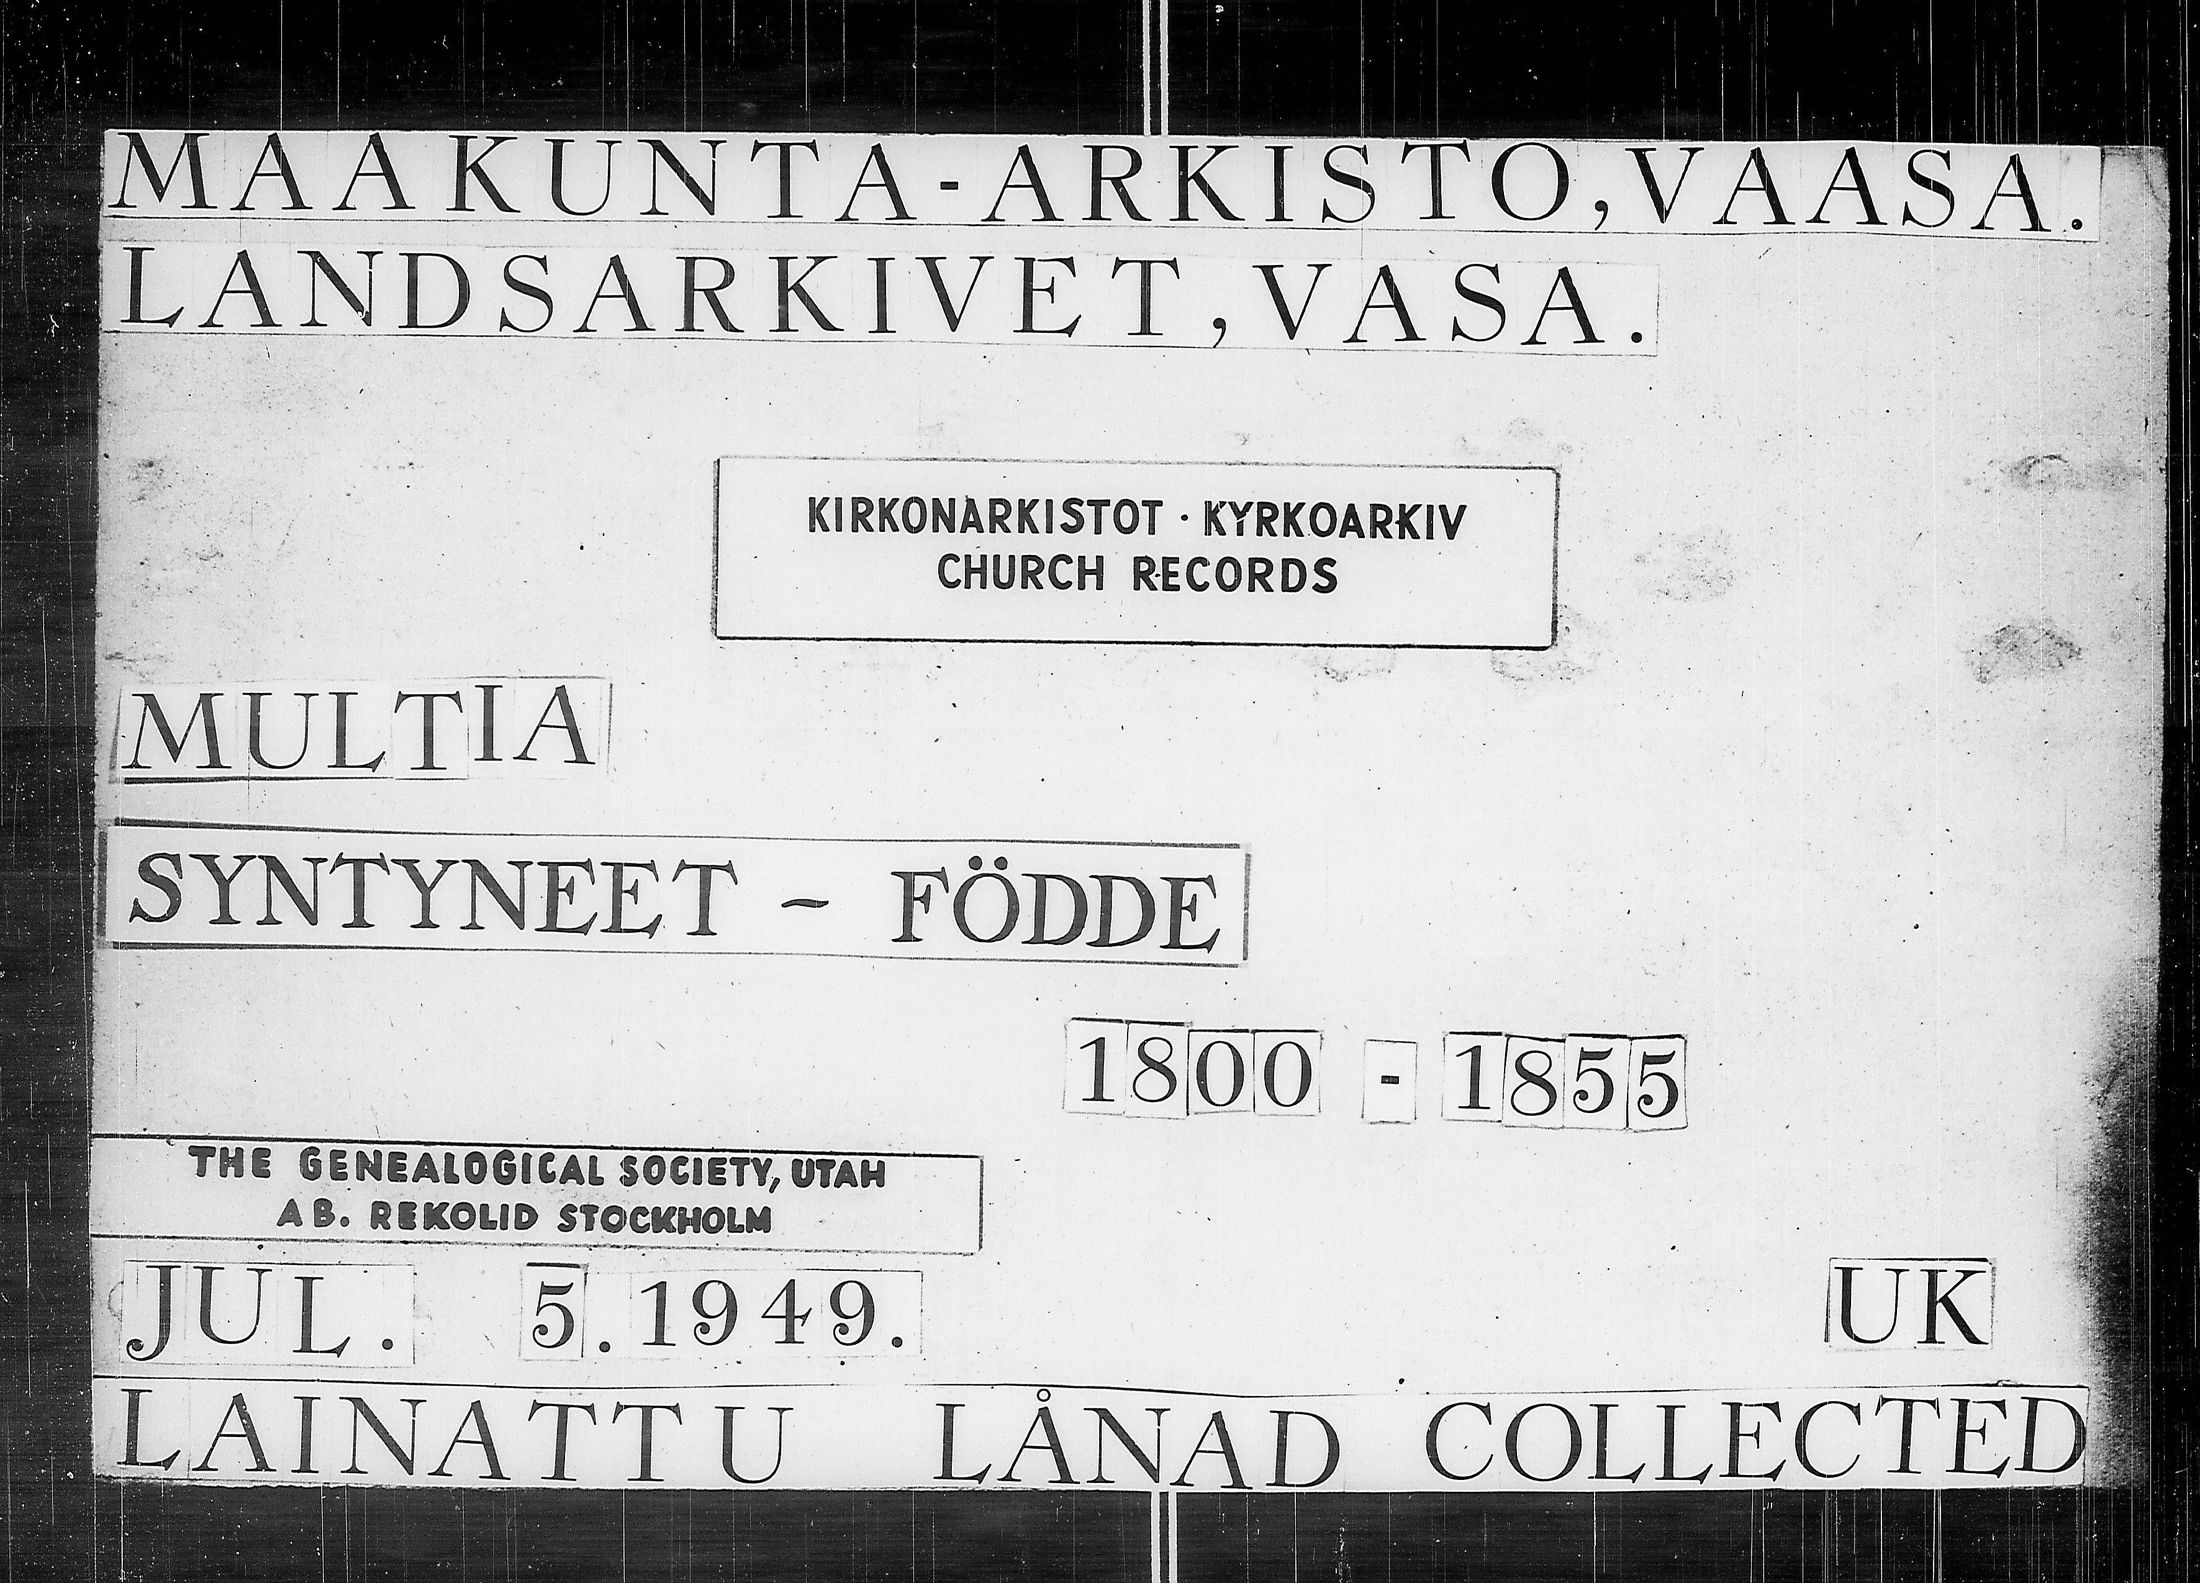 MAAKUNTA-ARKISTO, VAASA.
LANDSARKIVET, VASA.
KIRKONARKISTOT · KYRKOARKIV
CHURCH RECORDS
MULTIA
SYNTYNEET - FÖDDE
1800 - 1855
THE GENEALOGICAL SOCIETY, UTAH
AB. REKOLID STOCKHOLM
JUL. 5. 1949. UK
LAINATTU LÅNAD COLLECTED